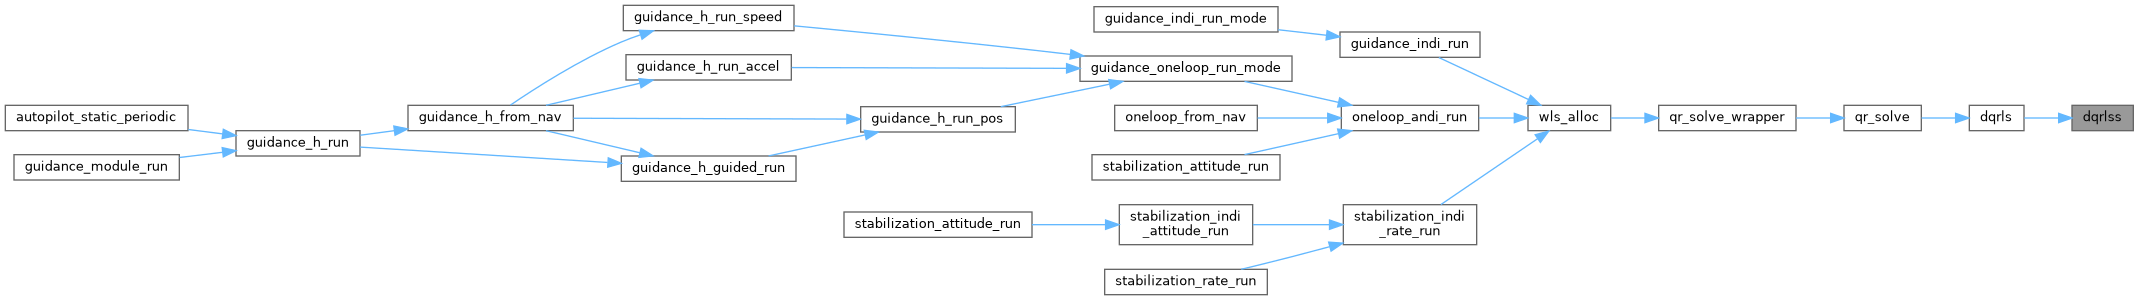 guidance_h_run_speed
guidance_indi_run_mode
guidance_indi_run
guidance_h_run_accel
guidance_oneloop_run_mode
autopilot_static_periodic
guidance_h_from_nav
guidance_h_run_pos
oneloop_from_nav
oneloop_andi_run
wls_alloc
qr_solve_wrapper
qr_solve
dqrls
dqrlss
guidance_h_run
guidance_module_run
guidance_h_guided_run
stabilization_attitude_run
stabilization_attitude_run
stabilization_indi
_attitude_run
stabilization_indi
_rate_run
stabilization_rate_run